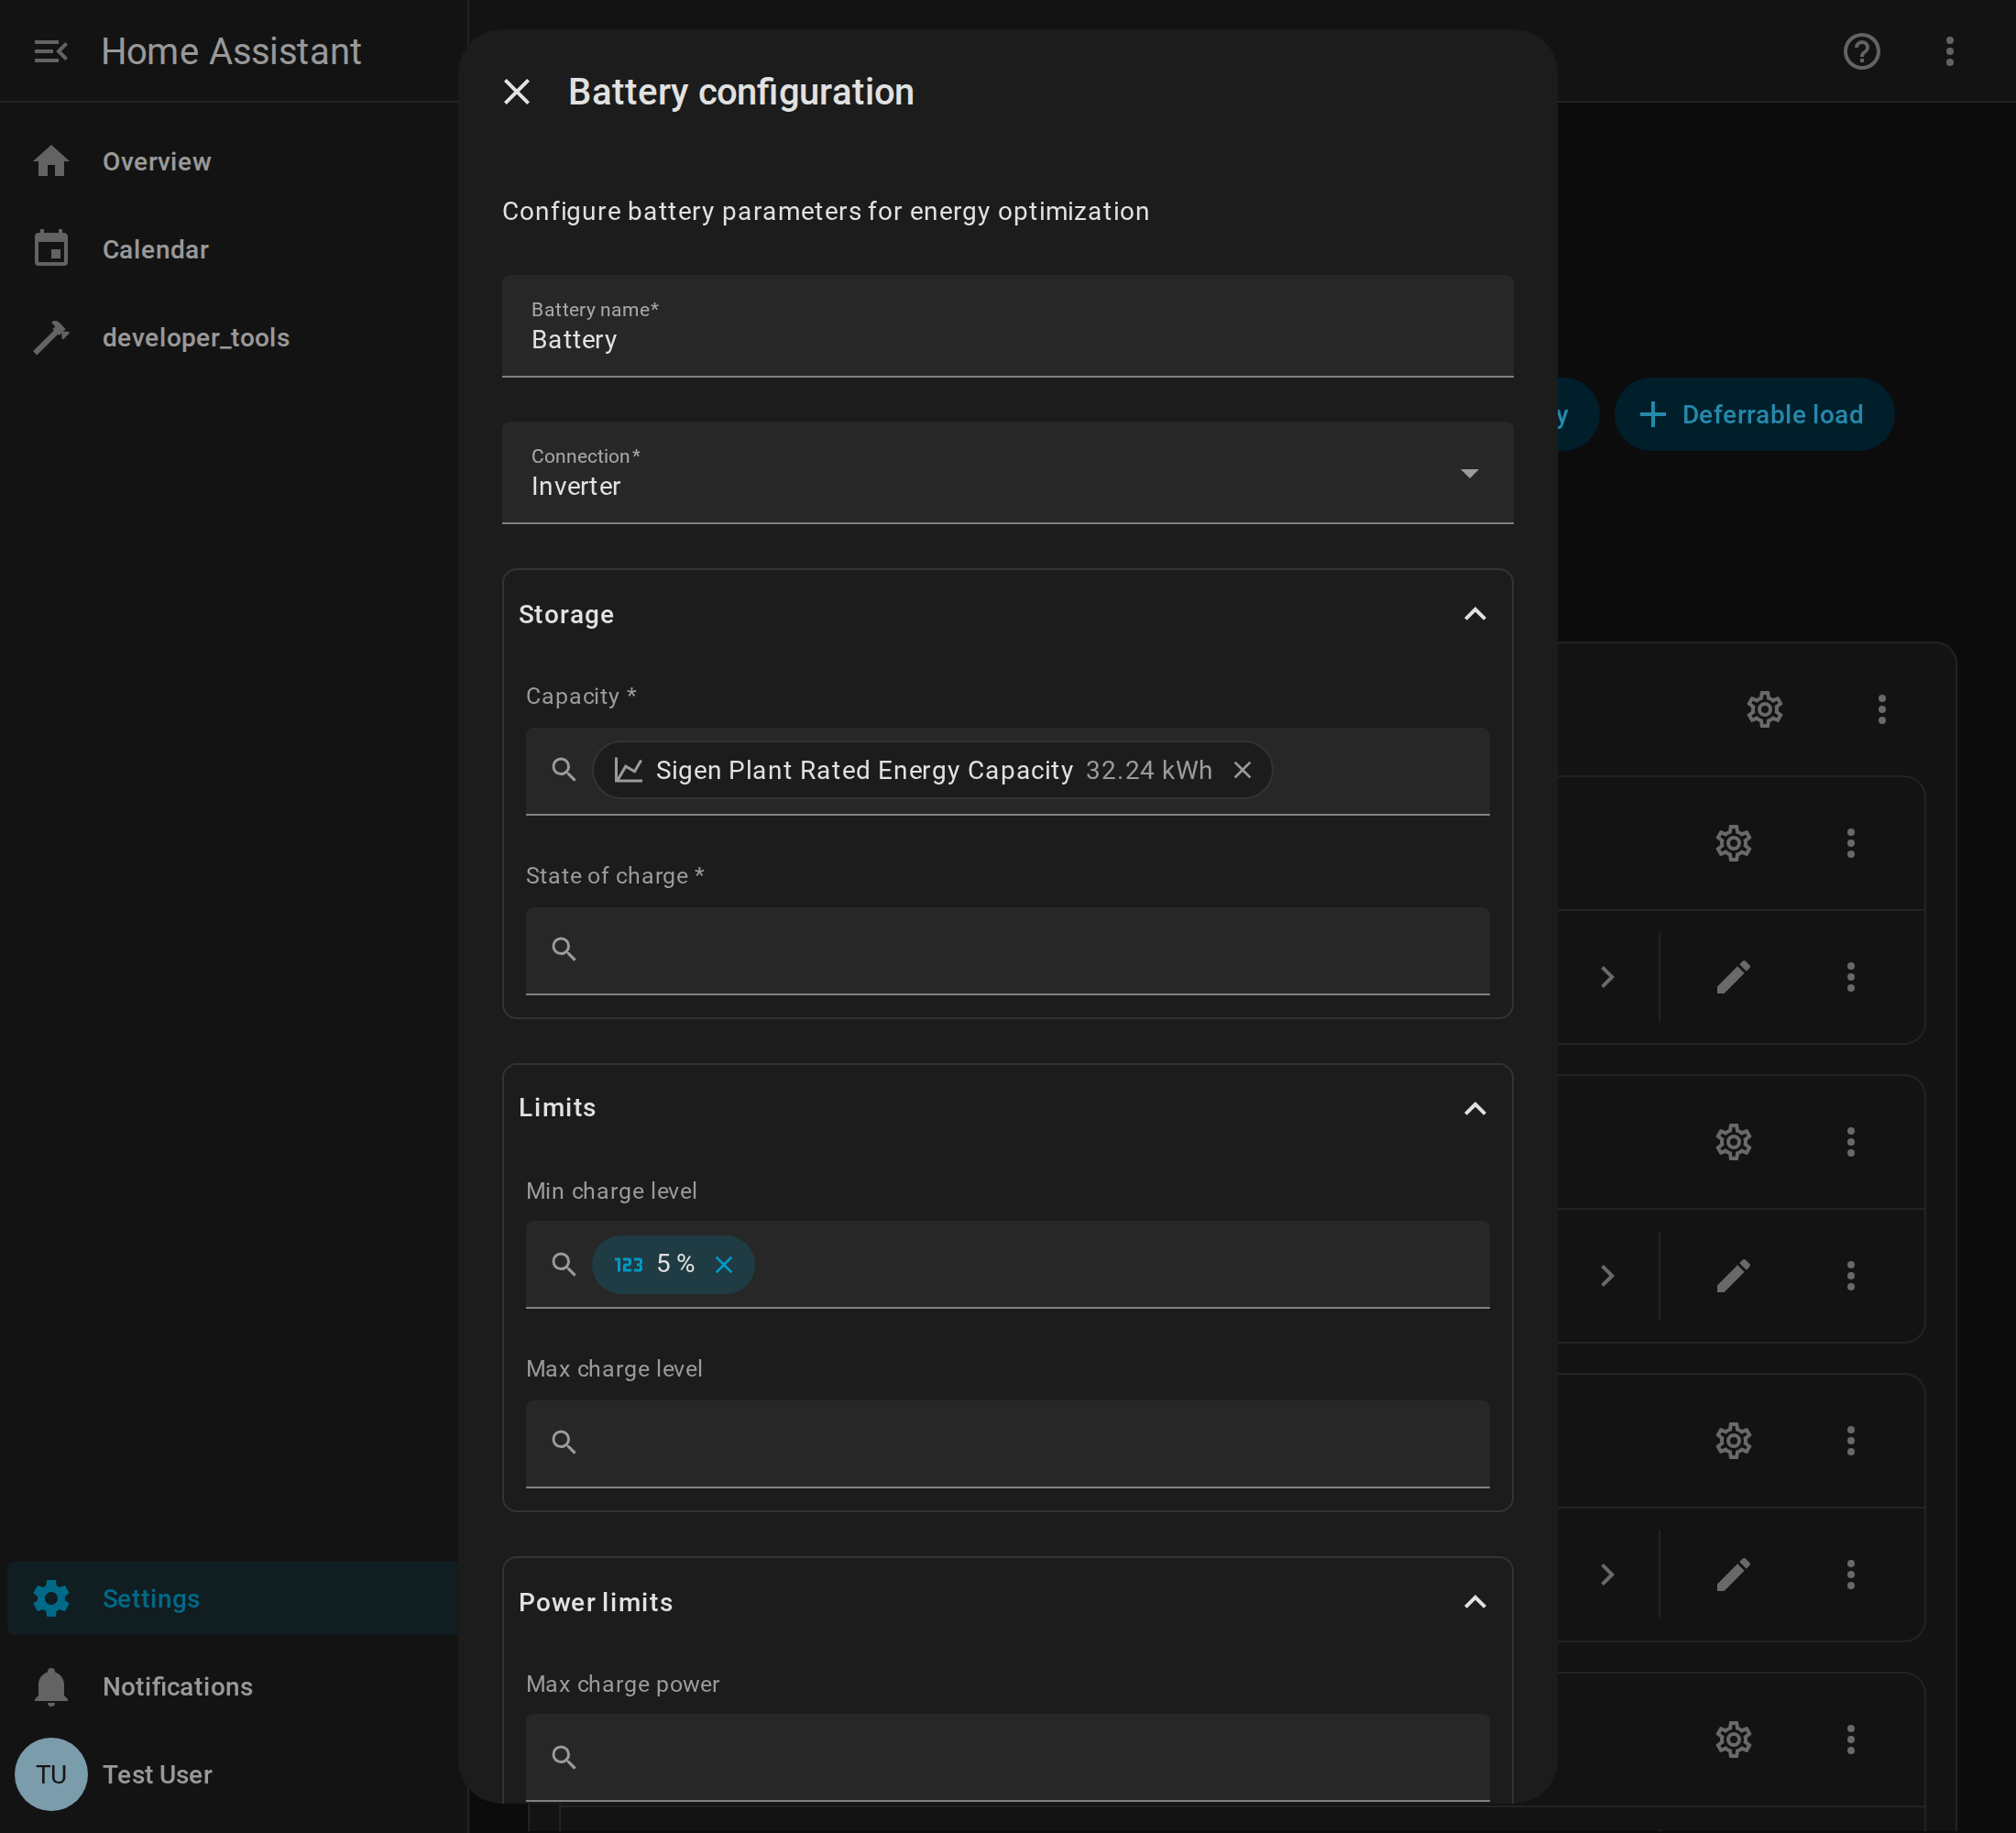 Home Assistant
Overview
Calendar
developer_tools
Settings
Notifications
TU
Test User
Battery configuration
Configure battery parameters for energy optimization
Battery name*
Battery
Connection*
Inverter
Storage
Capacity *
Sigen Plant Rated Energy Capacity 32.24 kWh
State of charge *
Limits
Min charge level
123 5 %
Max charge level
Power limits
Max charge power
y
Deferrable load